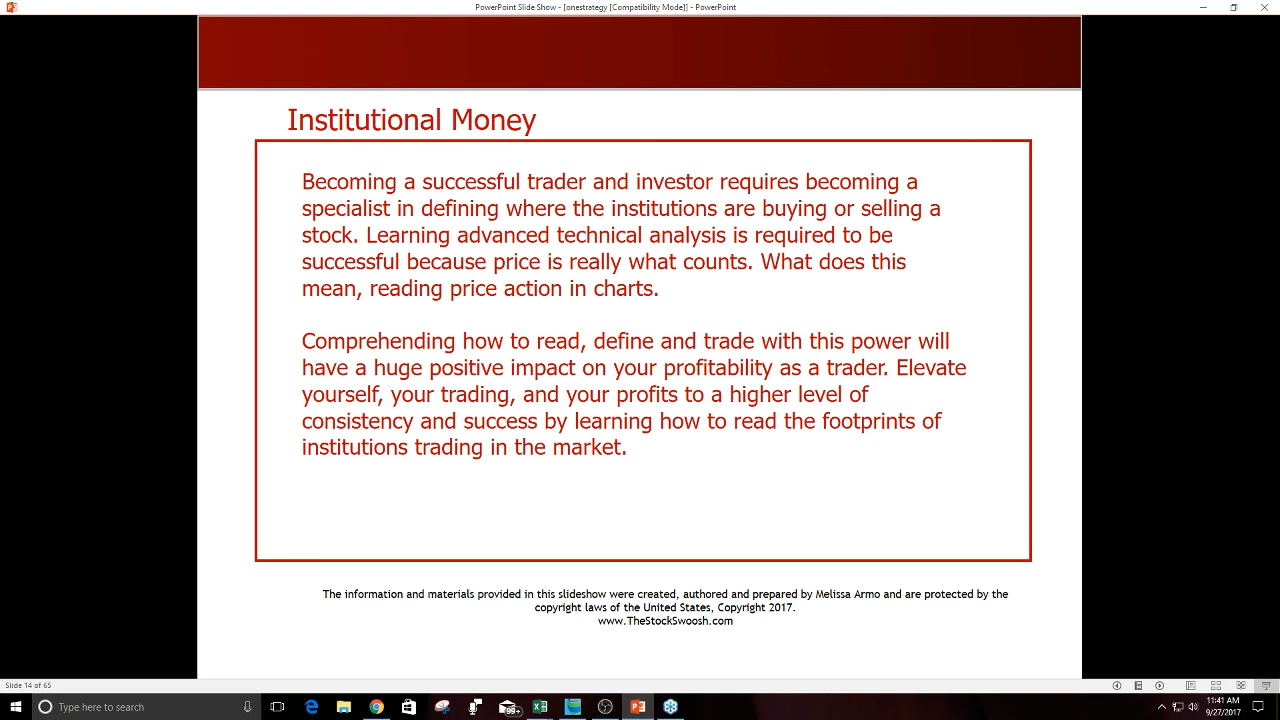 PowerPoint Slide Show - [onestrategy [Compatibility Mode]] - PowerPoint
Institutional Money
Becoming a successful trader and investor requires becoming a
specialist in defining where the institutions are buying or selling a
stock. Learning advanced technical analysis is required to be
successful because price is really what counts. What does this
mean, reading price action in charts.
Comprehending how to read, define and trade with this power will
have a huge positive impact on your profitability as a trader. Elevate
yourself, your trading, and your profits to a higher level of
consistency and success by learning how to read the footprints of
institutions trading in the market.
The information and materials provided in this slideshow were created, authored and prepared by Melissa Armo and are protected by the
copyright laws of the United States, Copyright 2017.
www.TheStockSwoosh.com
Slide 14 of 65
Type here to search
99+
11:41 AM
9/27/2017